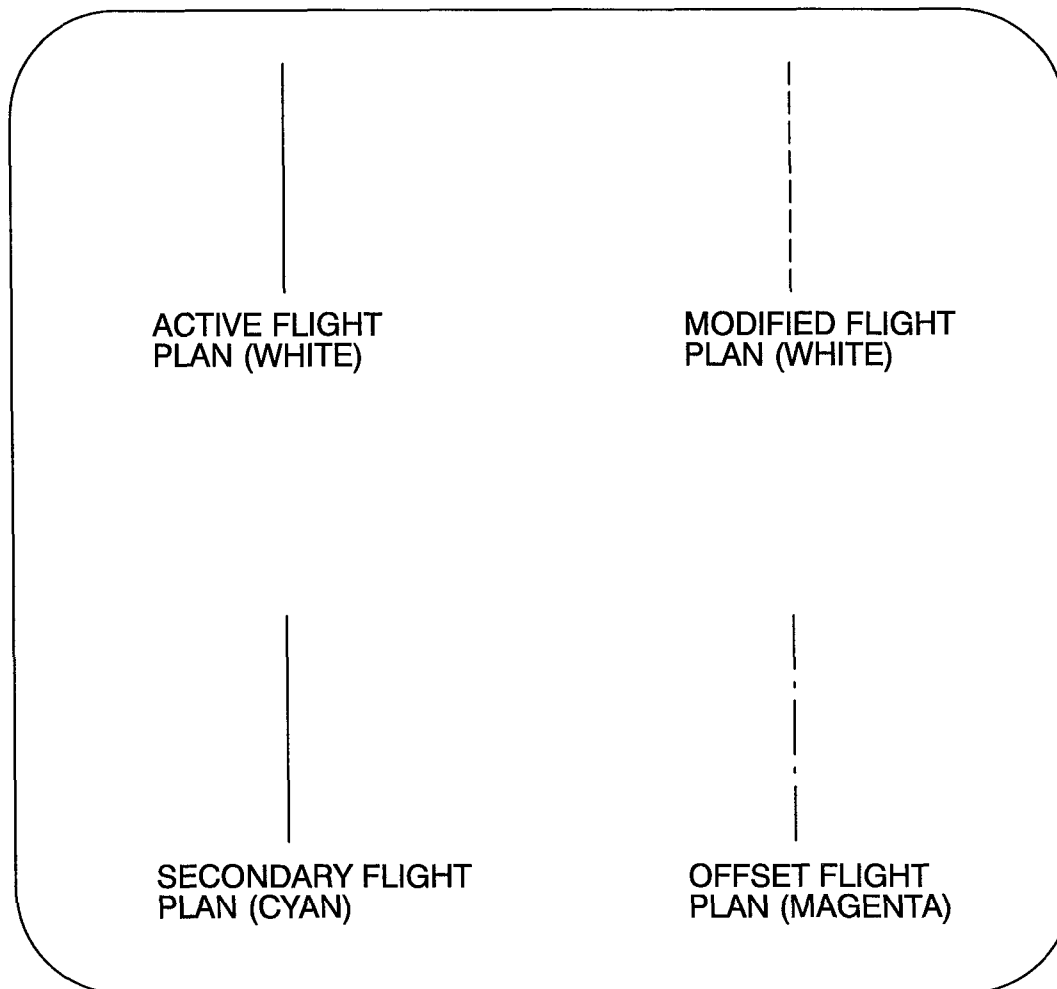 ACTIVE FLIGHT
PLAN (WHITE)
MODIFIED FLIGHT
PLAN (WHITE)
SECONDARY FLIGHT
PLAN (CYAN)
OFFSET FLIGHT
PLAN (MAGENTA)